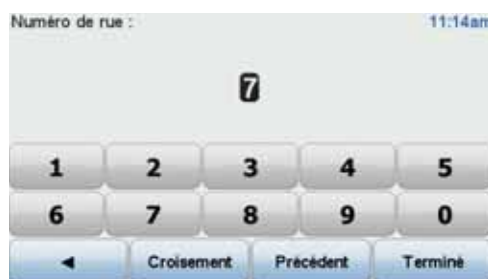 Numéro de rue : 11:14am
7
1 2 3 4 5
6 7 8 9 0
◄ Croisement Précédent Terminé